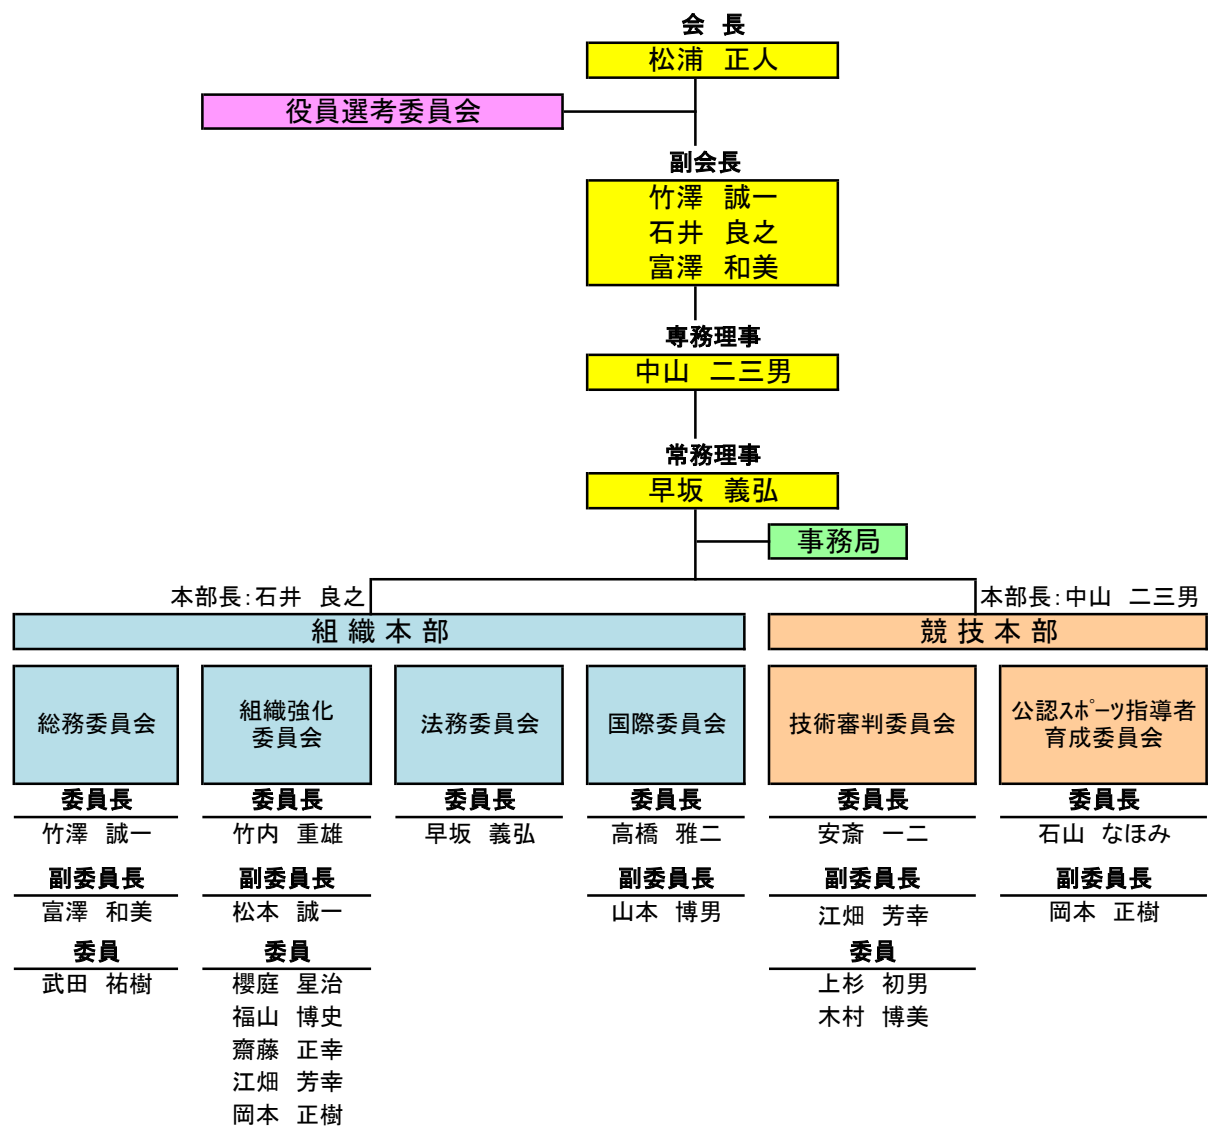 会 長
松浦 正人
役員選考委員会
副会長
竹澤 誠一
石井 良之
富澤 和美
専務理事
中山 二三男
常務理事
早坂 義弘
事務局
本部長：石井 良之
本部長：中山 二三男
組 織 本 部
競 技 本 部
総務委員会
組織強化
委員会
法務委員会
国際委員会
技術審判委員会
公認ｽﾎﾟｰﾂ指導者
育成委員会
委員長
竹澤 誠一
副委員長
富澤 和美
委員
武田 祐樹
委員長
竹内 重雄
副委員長
松本 誠一
委員
櫻庭 星治
福山 博史
齋藤 正幸
江畑 芳幸
岡本 正樹
委員長
早坂 義弘
委員長
高橋 雅二
副委員長
山本 博男
委員長
安斎 一二
副委員長
江畑 芳幸
委員
上杉 初男
木村 博美
委員長
石山 なほみ
副委員長
岡本 正樹